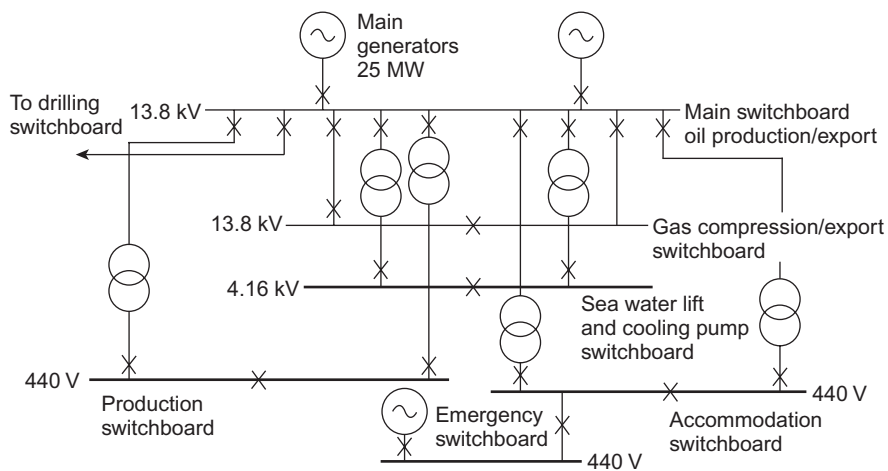 Main
generators
25 MW
To drilling
switchboard
13.8 kV
Main switchboard
oil production/export
13.8 kV
Gas compression/export
switchboard
4.16 kV
Sea water lift
and cooling pump
switchboard
440 V
440 V
Production
switchboard
Emergency
switchboard
Accommodation
switchboard
440 V